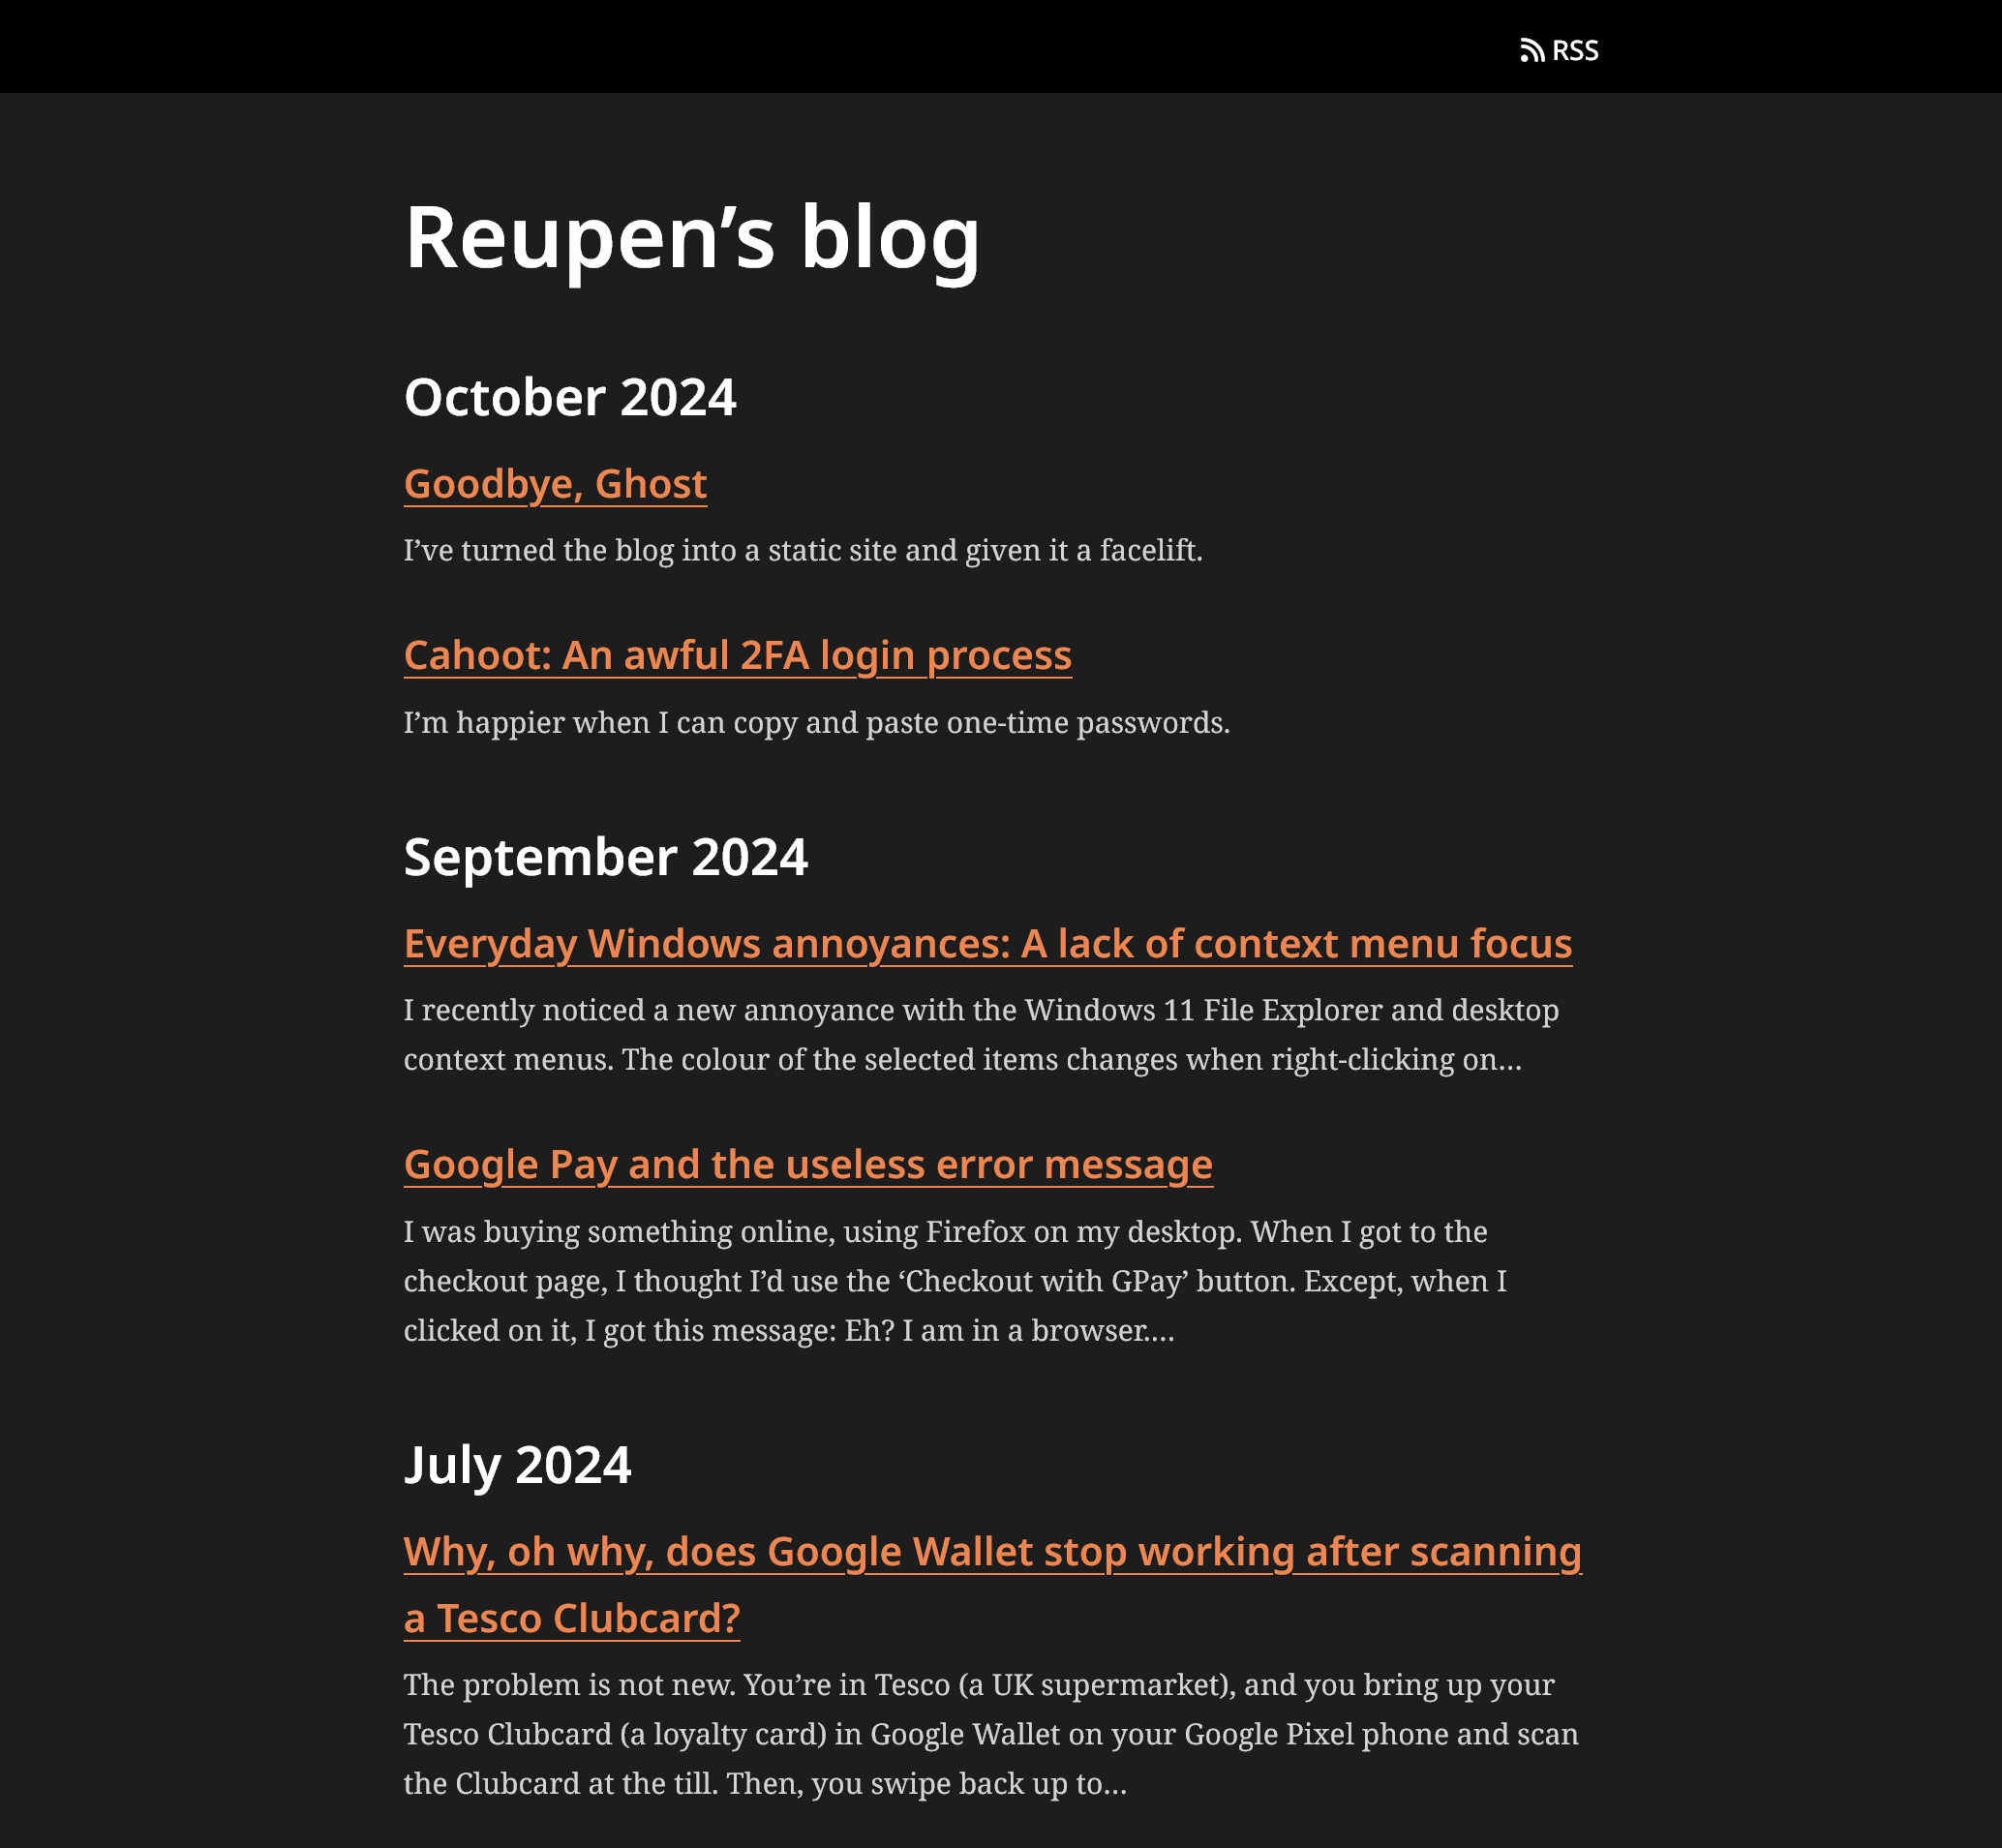 RSS
Reupen’s blog
October 2024
Goodbye, Ghost
I’ve turned the blog into a static site and given it a facelift.
Cahoot: An awful 2FA login process
I’m happier when I can copy and paste one-time passwords.
September 2024
Everyday Windows annoyances: A lack of context menu focus
I recently noticed a new annoyance with the Windows 11 File Explorer and desktop
context menus. The colour of the selected items changes when right-clicking on…
Google Pay and the useless error message
I was buying something online, using Firefox on my desktop. When I got to the
checkout page, I thought I’d use the ‘Checkout with GPay’ button. Except, when I
clicked on it, I got this message: Eh? I am in a browser.…
July 2024
Why, oh why, does Google Wallet stop working after scanning
a Tesco Clubcard?
The problem is not new. You’re in Tesco (a UK supermarket), and you bring up your
Tesco Clubcard (a loyalty card) in Google Wallet on your Google Pixel phone and scan
the Clubcard at the till. Then, you swipe back up to…